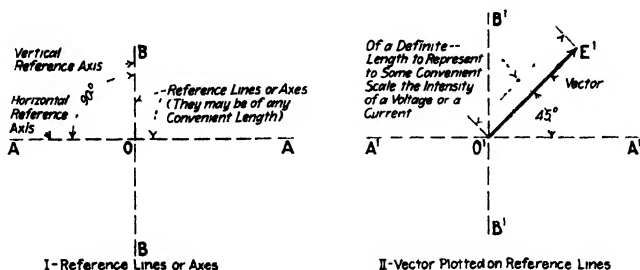 B
Vertical
Reference Axis
90°
Reference Lines or Axes
(They may be of any
Convenient Length)
Horizontal
Reference
Axis
A
O
A
B
I-Reference Lines or Axes
B'
E'
Of a Definite
Length to Represent
to Some Convenient
Scale the Intensity
of a Voltage or a
Current
Vector
45°
A'
O'
A'
B'
II-Vector Plotted on Reference Lines